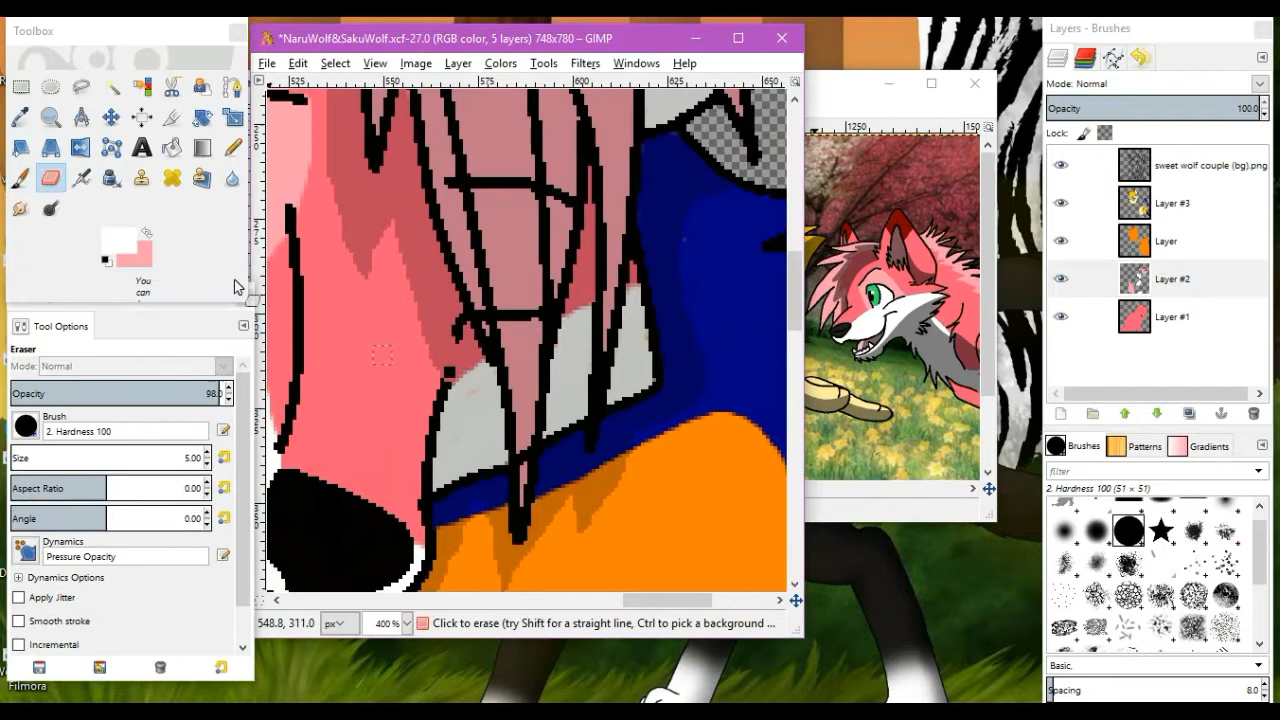 Toolbox
*NaruWolf&SakuWolf.xcf-27.0 (RGB color, 5 layers) 748x780 – GIMP
Layers - Brushes
File Edit Select View Image Layer Colors Tools Filters Windows Help
525 550 575 600 625 650
1250 150
Mode: Normal
Opacity 100.0
Lock:
sweet wolf couple (bg).png
Layer #3
Layer
Layer #2
Layer #1
You
can
Tool Options
Eraser
Mode: Normal
Opacity 98.0
Brush
2. Hardness 100
Size 5.00
Aspect Ratio 0.00
Angle 0.00
Dynamics
Pressure Opacity
Dynamics Options
Apply Jitter
Smooth stroke
Incremental
Filmora
548.8, 311.0 px 400% Click to erase (try Shift for a straight line, Ctrl to pick a background ...
Brushes Patterns Gradients
filter
2. Hardness 100 (51 × 51)
Basic,
Spacing 8.0